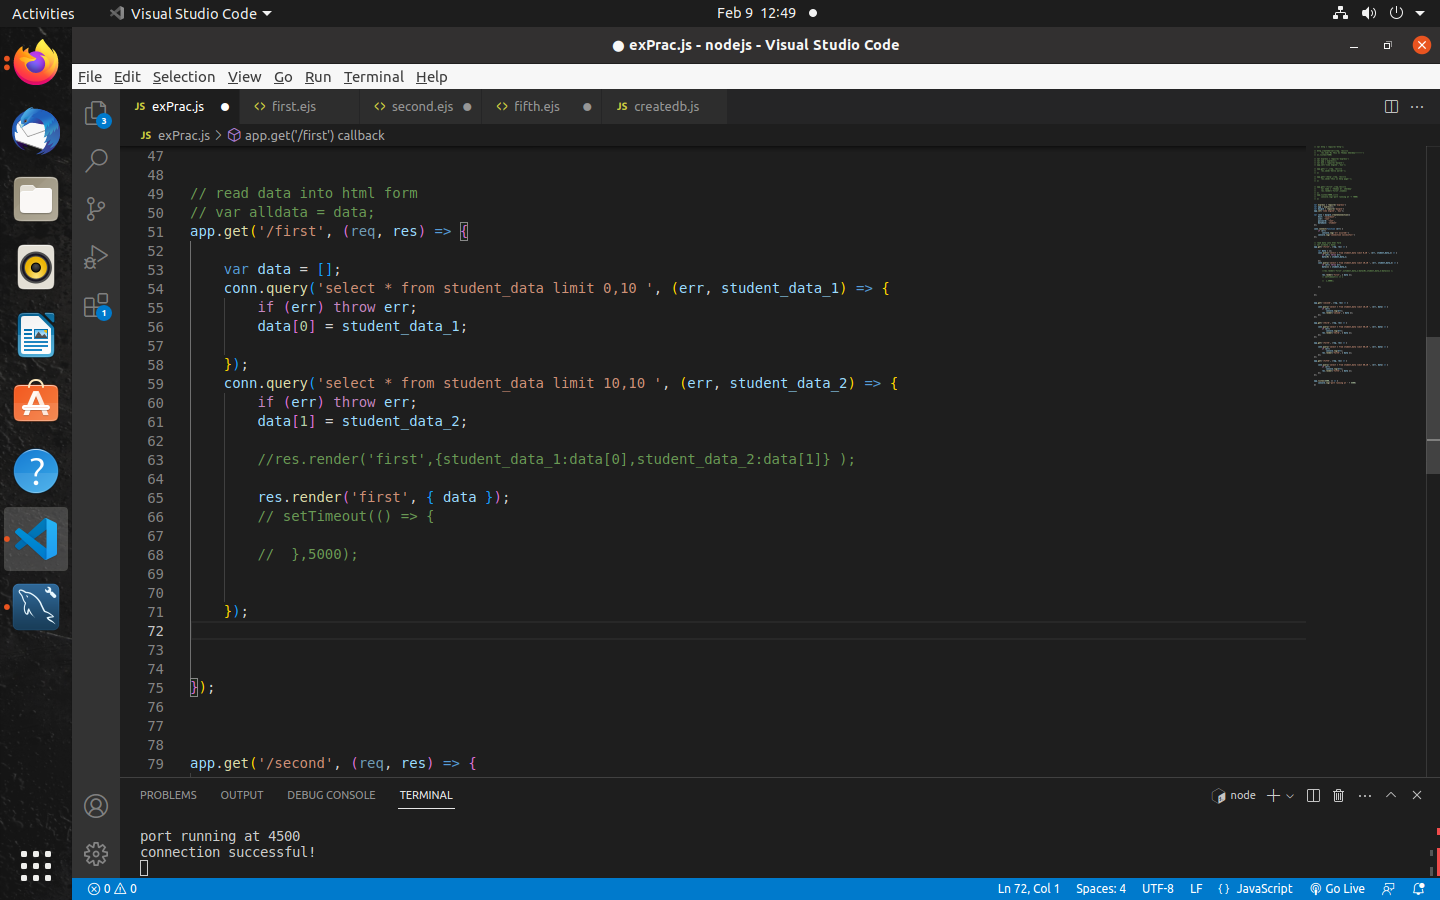 Activities
Visual Studio Code
Feb 9 12:49
exPrac.js - nodejs - Visual Studio Code
File Edit Selection View Go Run Terminal Help
JS exPrac.js
<> first.ejs
<> second.ejs
<> fifth.ejs
JS createdb.js
JS exPrac.js > app.get('/first') callback
3
1
47
48
49 // read data into html form
50 // var alldata = data;
51 app.get('/first', (req, res) => {
52
53 var data = [];
54 conn.query('select * from student_data limit 0,10 ', (err, student_data_1) => {
55 if (err) throw err;
56 data[0] = student_data_1;
57
58 });
59 conn.query('select * from student_data limit 10,10 ', (err, student_data_2) => {
60 if (err) throw err;
61 data[1] = student_data_2;
62
63 //res.render('first',{student_data_1:data[0],student_data_2:data[1]} );
64
65 res.render('first', { data });
66 // setTimeout(() => {
67
68 //  },5000);
69
70
71 });
72
73
74
75 });
76
77
78
79 app.get('/second', (req, res) => {
PROBLEMS OUTPUT DEBUG CONSOLE TERMINAL
node
port running at 4500
connection successful!
0 0
Ln 72, Col 1 Spaces: 4 UTF-8 LF {} JavaScript Go Live